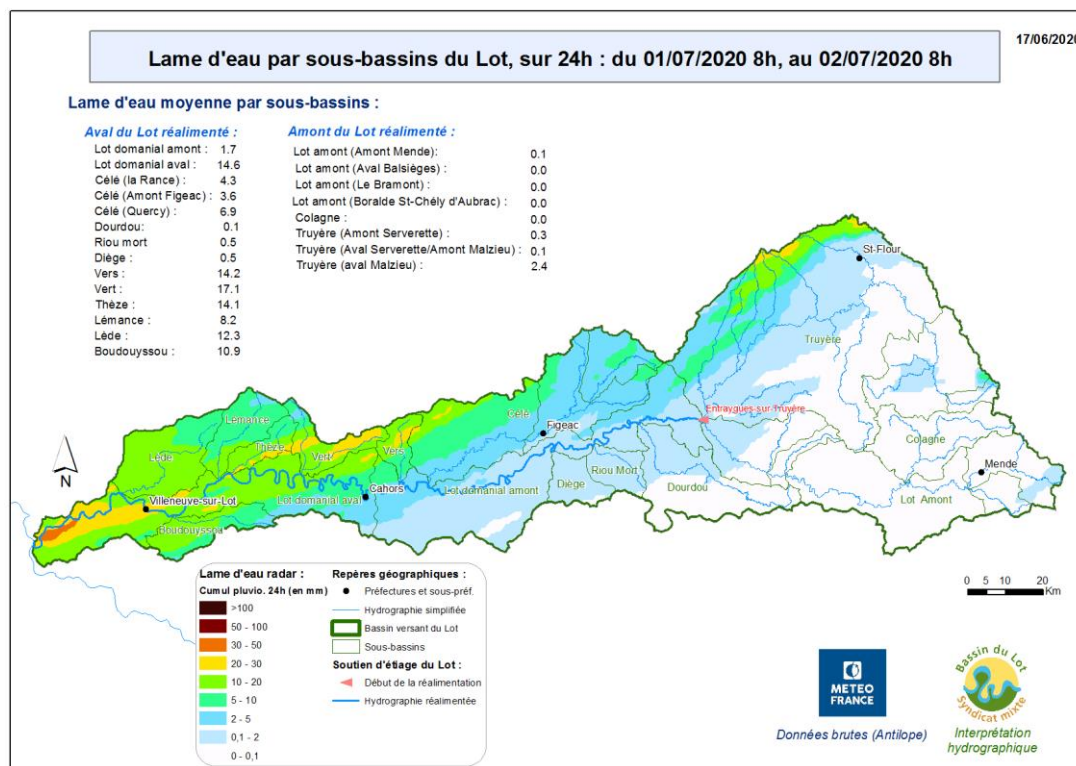 17/06/2020
Lame d'eau par sous-bassins du Lot, sur 24h : du 01/07/2020 8h, au 02/07/2020 8h
Lame d'eau moyenne par sous-bassins :
Aval du Lot réalimenté :
Lot domanial amont : 1.7
Lot domanial aval : 14.6
Célé (la Rance) : 4.3
Célé (Amont Figeac) : 3.6
Célé (Quercy) : 6.9
Dourdou : 0.1
Riou mort : 0.5
Diège : 0.5
Vers : 14.2
Vert : 17.1
Thèze : 14.1
Lémance : 8.2
Lède : 12.3
Boudouyssou : 10.9
Amont du Lot réalimenté :
Lot amont (Amont Mende): 0.1
Lot amont (Aval Balsièges) : 0.0
Lot amont (Le Bramont) : 0.0
Lot amont (Boralde St-Chély d'Aubrac) : 0.0
Colagne : 0.0
Truyère (Amont Serverette) : 0.3
Truyère (Aval Serverette/Amont Malzieu) : 0.1
Truyère (aval Malzieu) : 2.4
St-Flour
Truyère
Entraygues sur Truyère
Lémance
Célé
Figeac
Thèze
Vert
Vers
Lède
Colagne
Mende
Riou Mort
Diège
Dourdou
Lot Amont
Cahors
Lot domanial amont
Lot domanial aval
Villeneuve-sur-Lot
Boudouyssou
N
Lame d'eau radar :
Cumul pluvio. 24h (en mm)
>100
50 - 100
30 - 50
20 - 30
10 - 20
5 - 10
2 - 5
0,1 - 2
0 - 0,1
Repères géographiques :
Préfectures et sous-préf.
Hydrographie simplifiée
Bassin versant du Lot
Sous-bassins
Soutien d'étiage du Lot :
Début de la réalimentation
Hydrographie réalimentée
0 5 10 20
Km
METEO
FRANCE
Données brutes (Antilope)
Bassin du Lot
Syndicat mixte
Interprétation
hydrographique